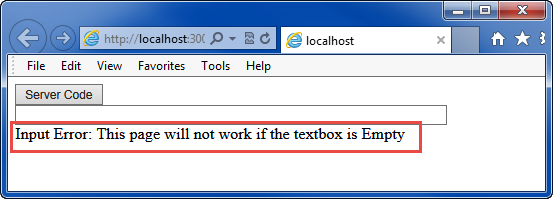 http://localhost:300
localhost
File Edit View Favorites Tools Help
Server Code
Input Error: This page will not work if the textbox is Empty